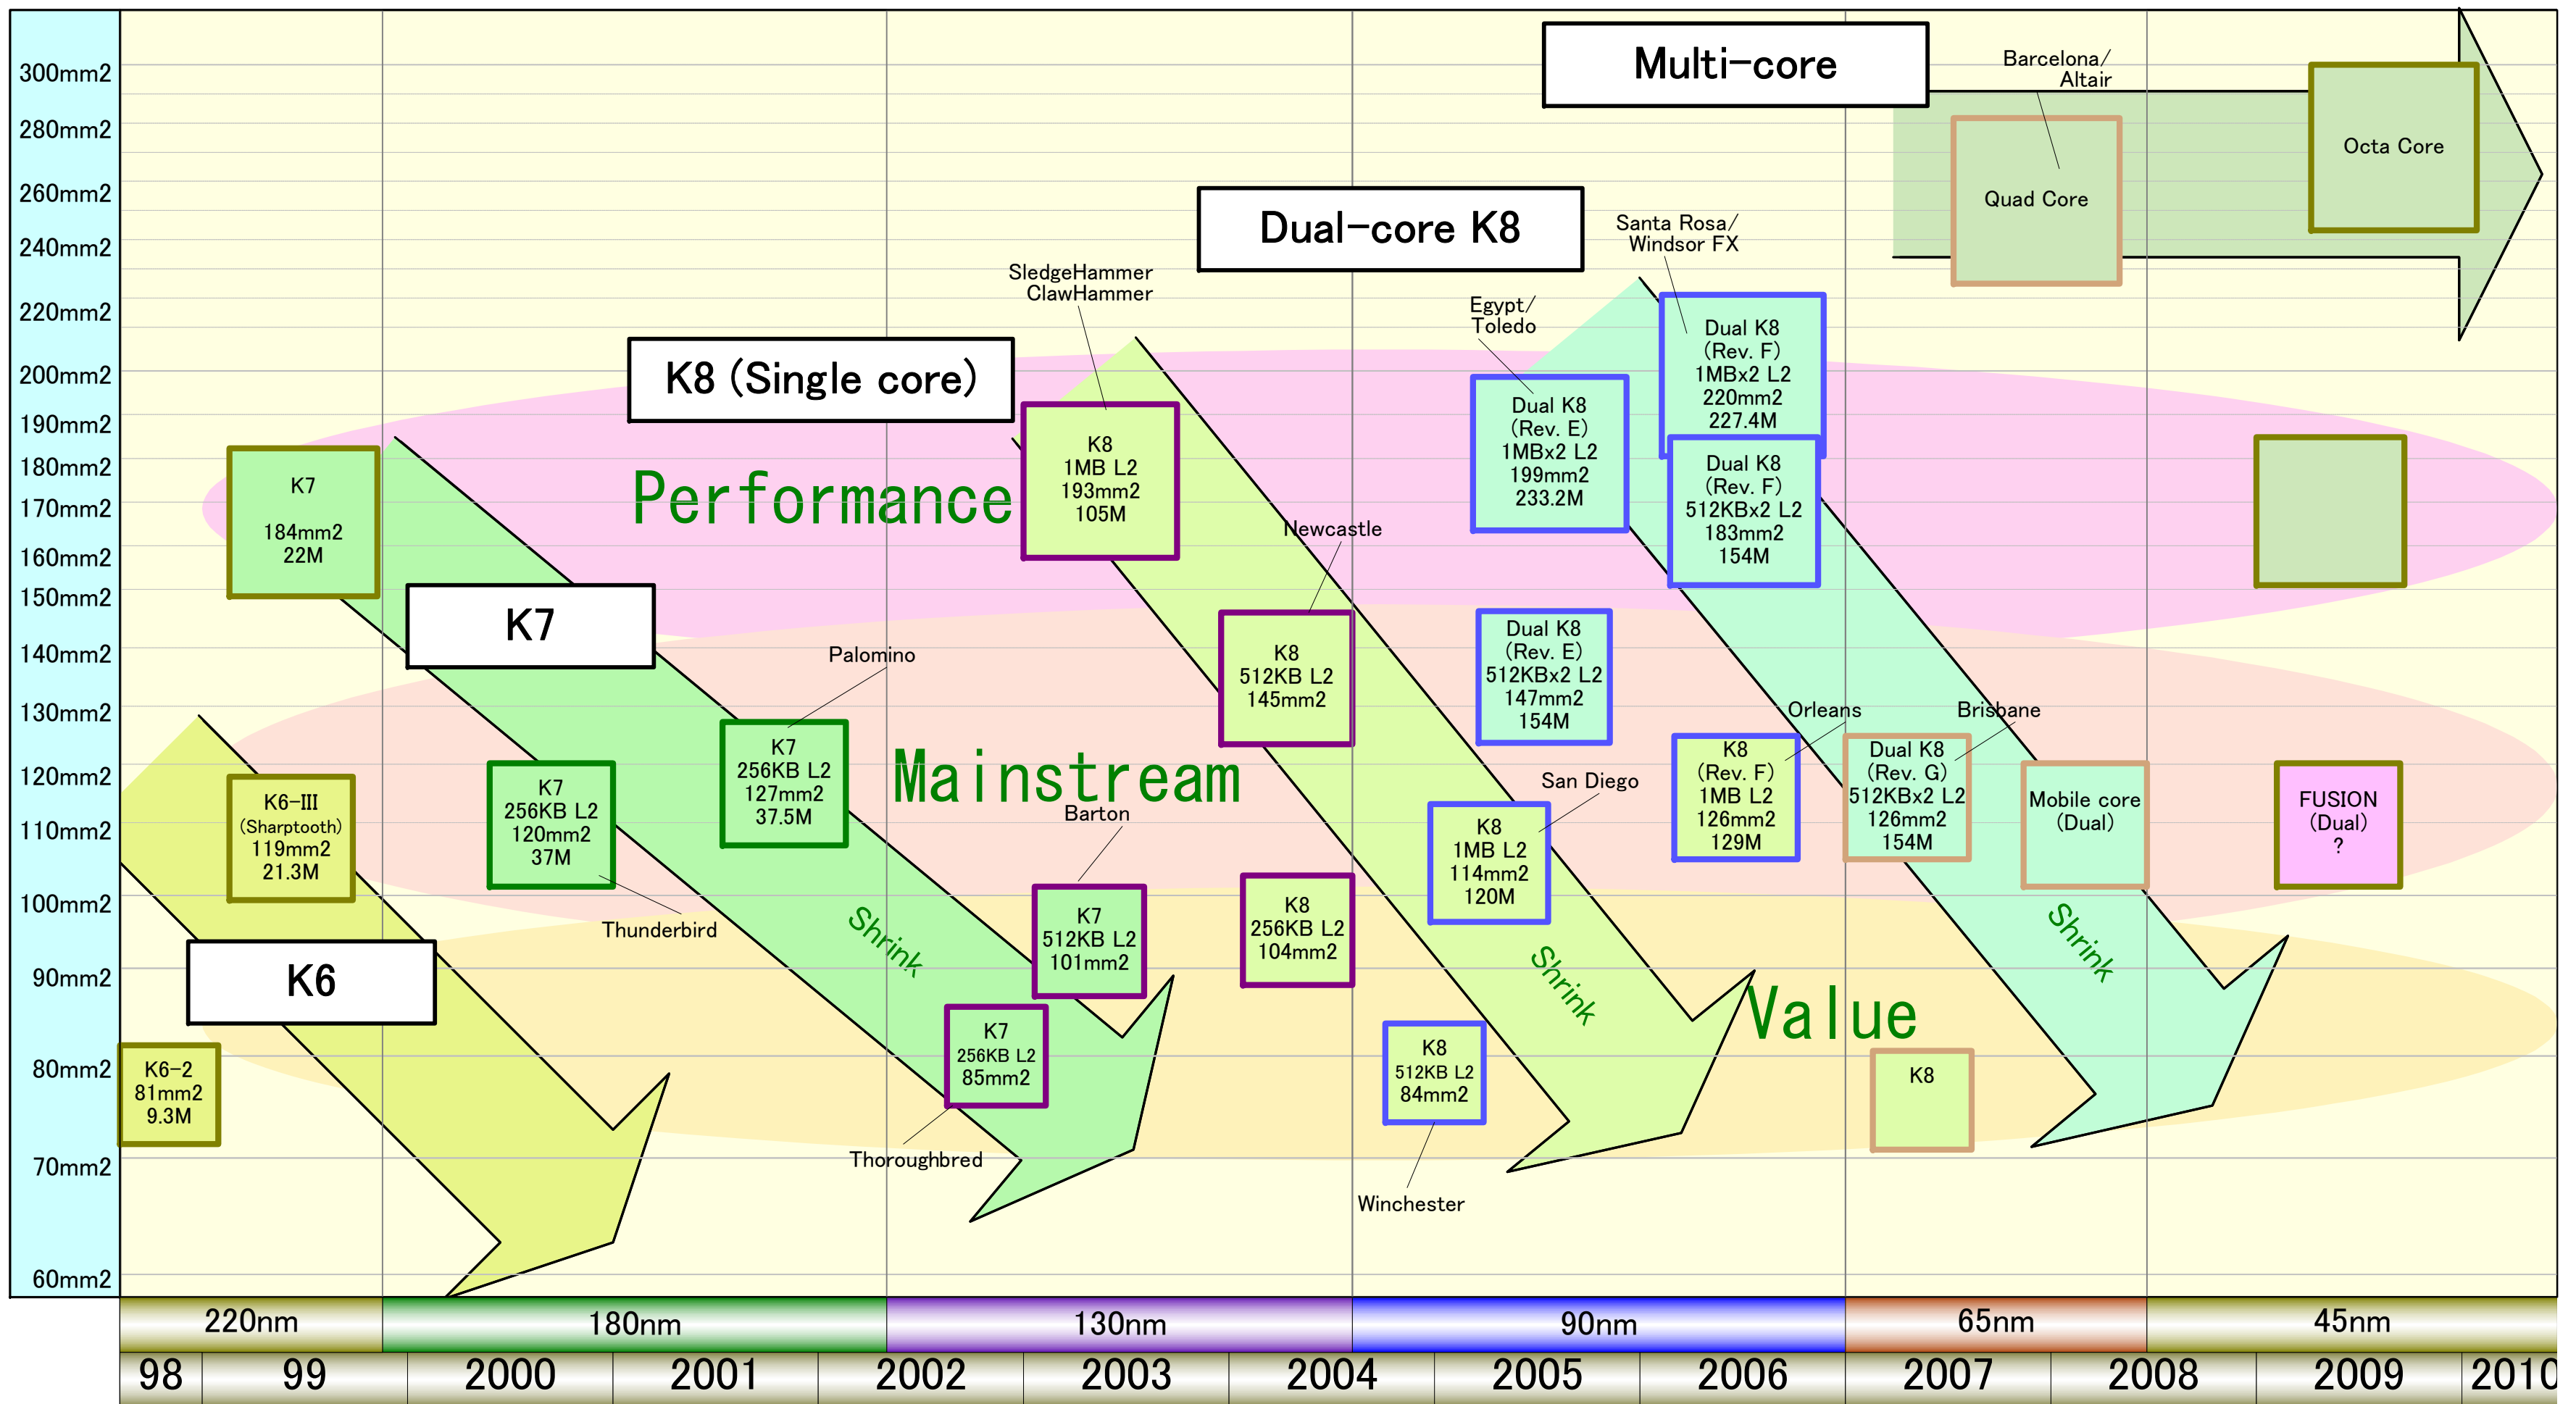 300mm2
280mm2
260mm2
240mm2
220mm2
200mm2
190mm2
180mm2
170mm2
160mm2
150mm2
140mm2
130mm2
120mm2
110mm2
100mm2
90mm2
80mm2
70mm2
60mm2
Multi-core
Barcelona/
Altair
Quad Core
Octa Core
Dual-core K8
Santa Rosa/
Windsor FX
Dual K8
(Rev. F)
1MBx2 L2
220mm2
227.4M
Dual K8
(Rev. F)
512KBx2 L2
183mm2
154M
Egypt/
Toledo
Dual K8
(Rev. E)
1MBx2 L2
199mm2
233.2M
Dual K8
(Rev. E)
512KBx2 L2
147mm2
154M
SledgeHammer
ClawHammer
K8 (Single core)
K8
1MB L2
193mm2
105M
Performance
Newcastle
K8
512KB L2
145mm2
K7
184mm2
22M
K7
Palomino
K7
256KB L2
127mm2
37.5M
Mainstream
Barton
K7
512KB L2
101mm2
K8
256KB L2
104mm2
San Diego
K8
1MB L2
114mm2
120M
Orleans
K8
(Rev. F)
1MB L2
126mm2
129M
Brisbane
Dual K8
(Rev. G)
512KBx2 L2
126mm2
154M
Mobile core
(Dual)
FUSION
(Dual)
?
K6-III
(Sharptooth)
119mm2
21.3M
K7
256KB L2
120mm2
37M
Thunderbird
Shrink
Shrink
Shrink
K6
K6-2
81mm2
9.3M
K7
256KB L2
85mm2
Thoroughbred
K8
512KB L2
84mm2
Winchester
Value
K8
220nm
180nm
130nm
90nm
65nm
45nm
98
99
2000
2001
2002
2003
2004
2005
2006
2007
2008
2009
2010